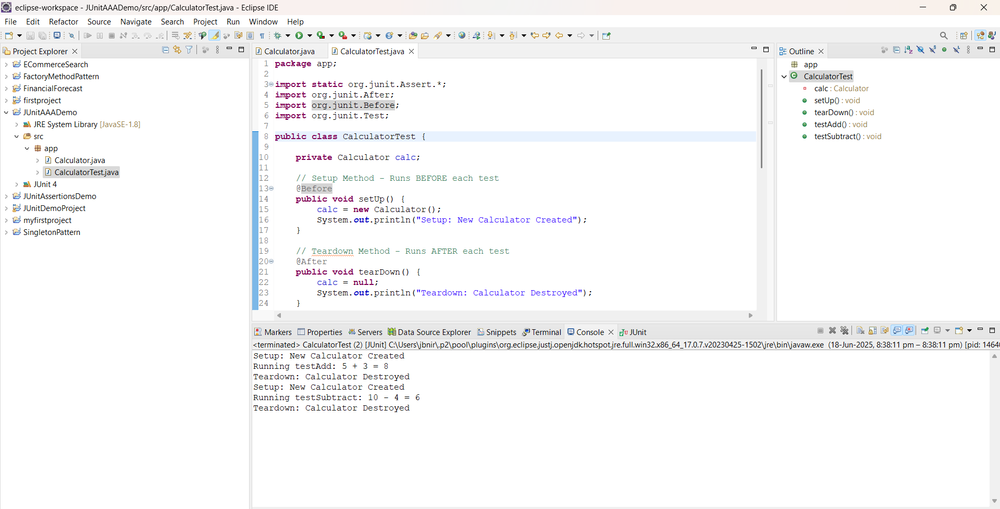 eclipse-workspace - JUnitAAADemo/src/app/CalculatorTest.java - Eclipse IDE
File Edit Refactor Source Navigate Search Project Run Window Help
Project Explorer
ECommerceSearch
FactoryMethodPattern
FinancialForecast
firstproject
JUnitAAADemo
JRE System Library [JavaSE-1.8]
src
app
Calculator.java
CalculatorTest.java
JUnit 4
JUnitAssertionsDemo
JUnitDemoProject
myfirstproject
SingletonPattern
Calculator.java CalculatorTest.java
1 package app;
2
3 import static org.junit.Assert.*;
4 import org.junit.After;
5 import org.junit.Before;
6 import org.junit.Test;
7
8 public class CalculatorTest {
9
10 private Calculator calc;
11
12 // Setup Method - Runs BEFORE each test
13 @Before
14 public void setUp() {
15 calc = new Calculator();
16 System.out.println("Setup: New Calculator Created");
17 }
18
19 // Teardown Method - Runs AFTER each test
20 @After
21 public void tearDown() {
22 calc = null;
23 System.out.println("Teardown: Calculator Destroyed");
24 }
Outline
app
CalculatorTest
calc : Calculator
setUp() : void
tearDown() : void
testAdd() : void
testSubtract() : void
Markers Properties Servers Data Source Explorer Snippets Terminal Console JUnit
<terminated> CalculatorTest (2) [JUnit] C:\Users\jbnir\.p2\pool\plugins\org.eclipse.justj.openjdk.hotspot.jre.full.win32.x86_64_17.0.7.v20230425-1502\jre\bin\javaw.exe (18-Jun-2025, 8:38:11 pm – 8:38:11 pm) [pid: 1464
Setup: New Calculator Created
Running testAdd: 5 + 3 = 8
Teardown: Calculator Destroyed
Setup: New Calculator Created
Running testSubtract: 10 - 4 = 6
Teardown: Calculator Destroyed